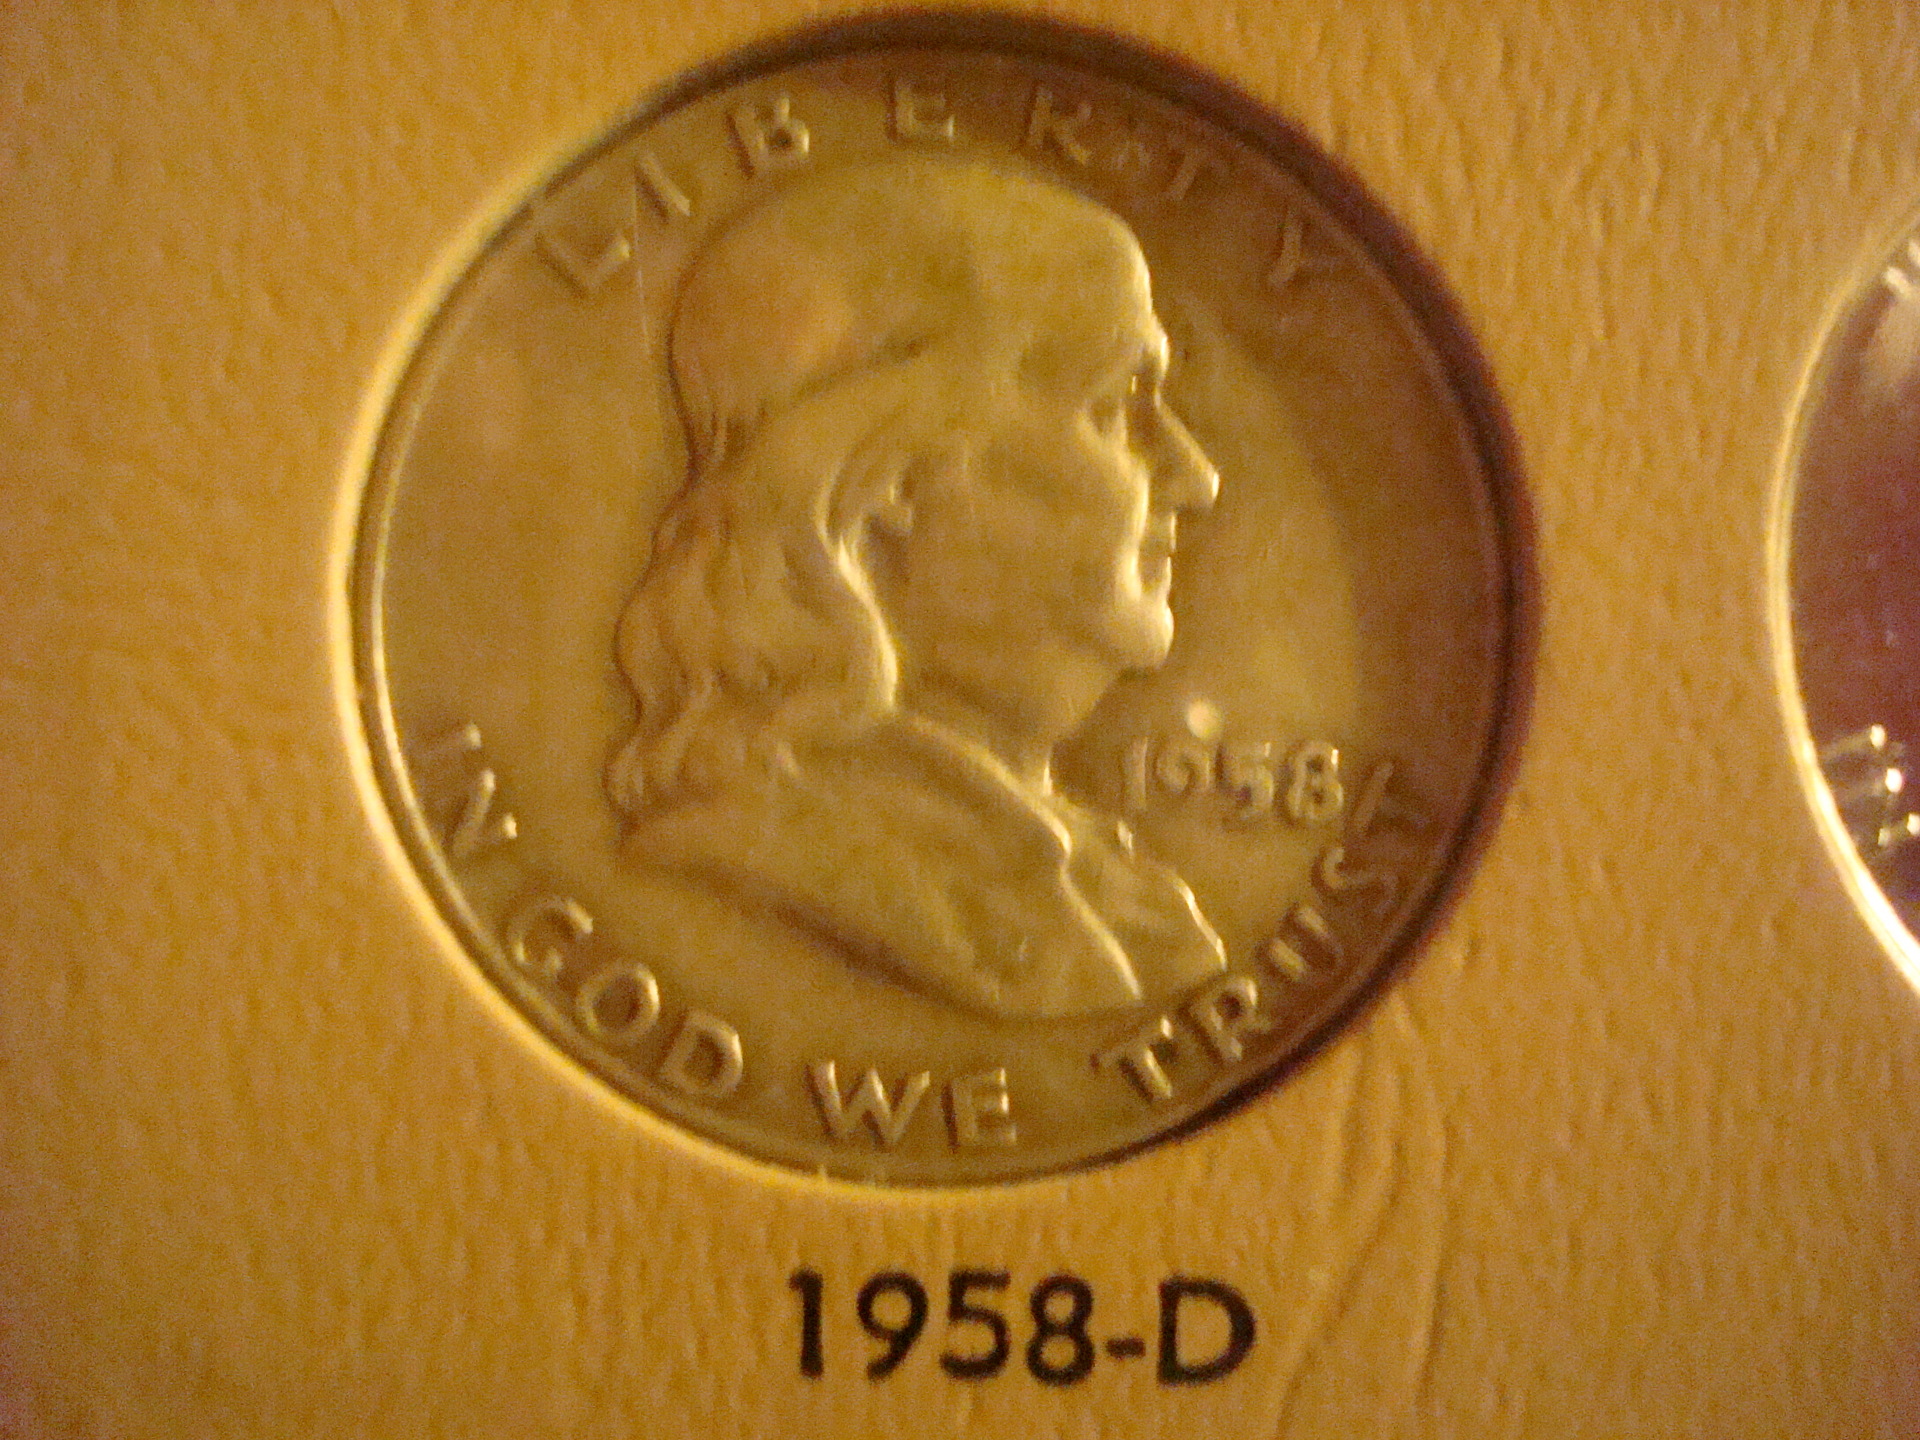 LIBERTY
1958
IN GOD WE TRUST
1958-D